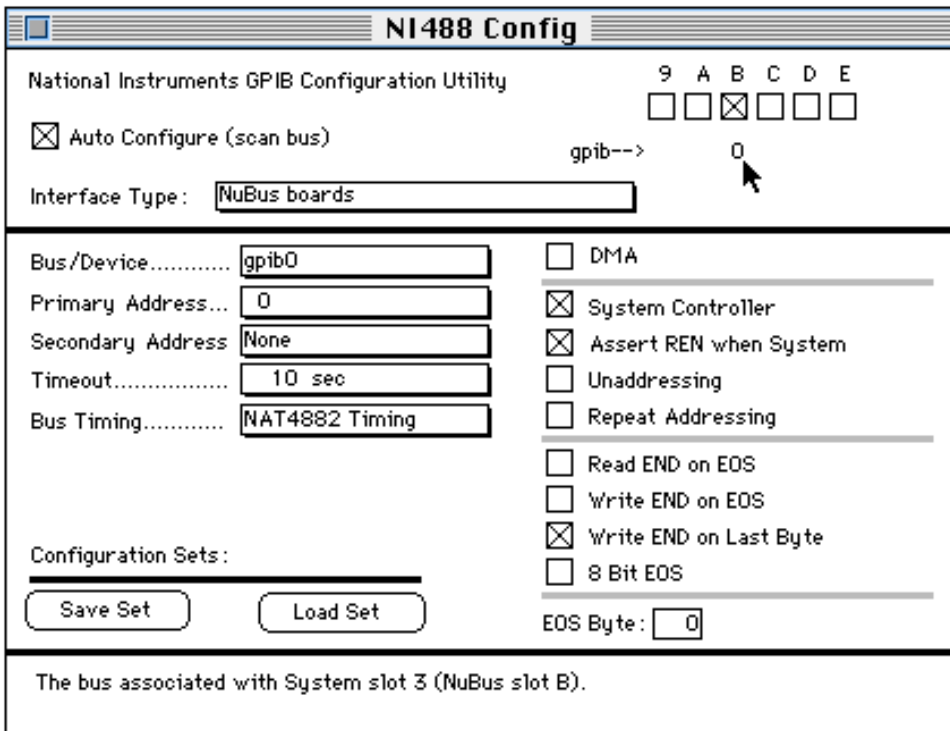 NI488 Config
National Instruments GPIB Configuration Utility
9 A B C D E
Auto Configure (scan bus)
gpib--> 0
Interface Type: NuBus boards
Bus/Device............ gpib0
Primary Address... 0
Secondary Address None
Timeout................. 10 sec
Bus Timing............ NAT4882 Timing
DMA
System Controller
Assert REN when System
Unaddressing
Repeat Addressing
Read END on EOS
Write END on EOS
Write END on Last Byte
8 Bit EOS
Configuration Sets:
Save Set Load Set
EOS Byte: 0
The bus associated with System slot 3 (NuBus slot B).